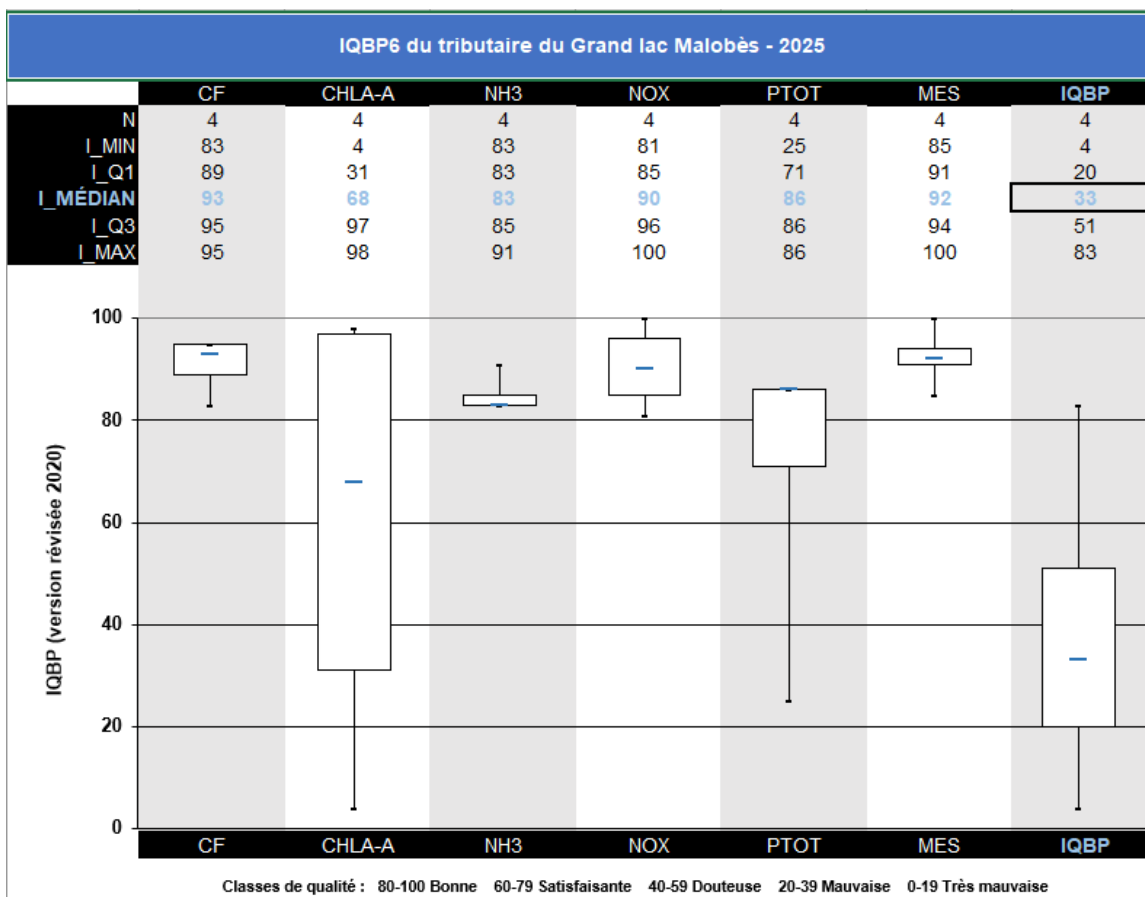 IQBP6 du tributaire du Grand lac Malobès - 2025
CF CHLA-A NH3 NOX PTOT MES IQBP
N 4 4 4 4 4 4 4
I_MIN 83 4 83 81 25 85 4
I_Q1 89 31 83 85 71 91 20
I_MÉDIAN 93 68 83 90 86 92 33
I_Q3 95 97 85 96 86 94 51
I_MAX 95 98 91 100 86 100 83
IQBP (version révisée 2020)
100
80
60
40
20
0
CF CHLA-A NH3 NOX PTOT MES IQBP
Classes de qualité : 80-100 Bonne 60-79 Satisfaisante 40-59 Douteuse 20-39 Mauvaise 0-19 Très mauvaise